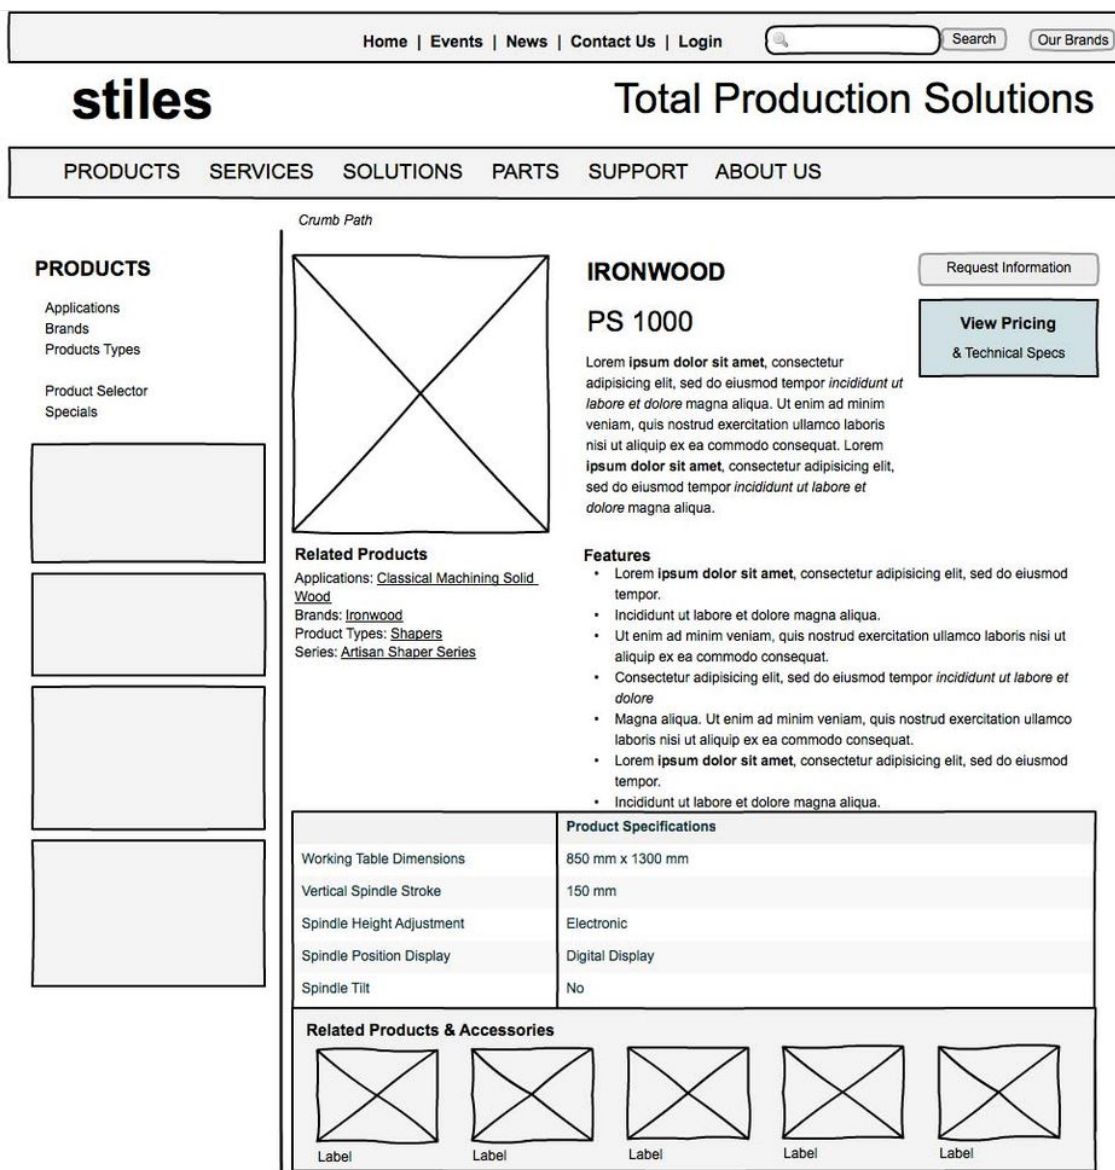 Home | Events | News | Contact Us | Login
Search
Our Brands
stiles
Total Production Solutions
PRODUCTS SERVICES SOLUTIONS PARTS SUPPORT ABOUT US
Crumb Path
PRODUCTS
Applications
Brands
Products Types
Product Selector
Specials
IRONWOOD
PS 1000
Lorem ipsum dolor sit amet, consectetur
adipisicing elit, sed do eiusmod tempor incididunt ut
labore et dolore magna aliqua. Ut enim ad minim
veniam, quis nostrud exercitation ullamco laboris
nisi ut aliquip ex ea commodo consequat. Lorem
ipsum dolor sit amet, consectetur adipisicing elit,
sed do eiusmod tempor incididunt ut labore et
dolore magna aliqua.
Request Information
View Pricing
& Technical Specs
Related Products
Applications: Classical Machining Solid
Wood
Brands: Ironwood
Product Types: Shapers
Series: Artisan Shaper Series
Features
• Lorem ipsum dolor sit amet, consectetur adipisicing elit, sed do eiusmod
tempor.
• Incididunt ut labore et dolore magna aliqua.
• Ut enim ad minim veniam, quis nostrud exercitation ullamco laboris nisi ut
aliquip ex ea commodo consequat.
• Consectetur adipisicing elit, sed do eiusmod tempor incididunt ut labore et
dolore
• Magna aliqua. Ut enim ad minim veniam, quis nostrud exercitation ullamco
laboris nisi ut aliquip ex ea commodo consequat.
• Lorem ipsum dolor sit amet, consectetur adipisicing elit, sed do eiusmod
tempor.
• Incididunt ut labore et dolore magna aliqua.
Product Specifications
Working Table Dimensions 850 mm x 1300 mm
Vertical Spindle Stroke 150 mm
Spindle Height Adjustment Electronic
Spindle Position Display Digital Display
Spindle Tilt No
Related Products & Accessories
Label Label Label Label Label